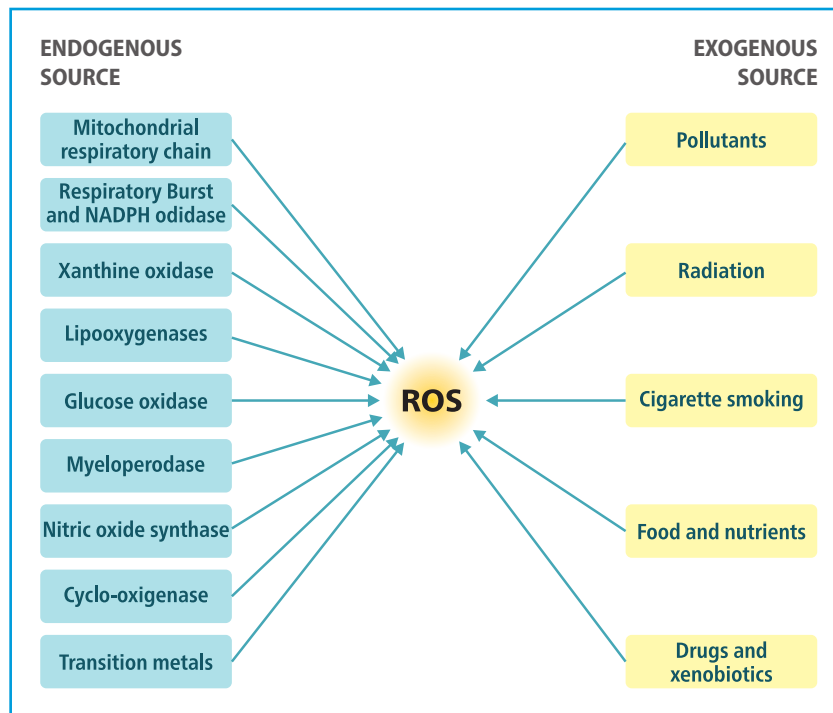 ENDOGENOUS
SOURCE
Mitochondrial
respiratory chain
Respiratory Burst
and NADPH odidase
Xanthine oxidase
Lipooxygenases
Glucose oxidase
Myeloperodase
Nitric oxide synthase
Cyclo-oxigenase
Transition metals
ROS
EXOGENOUS
SOURCE
Pollutants
Radiation
Cigarette smoking
Food and nutrients
Drugs and
xenobiotics